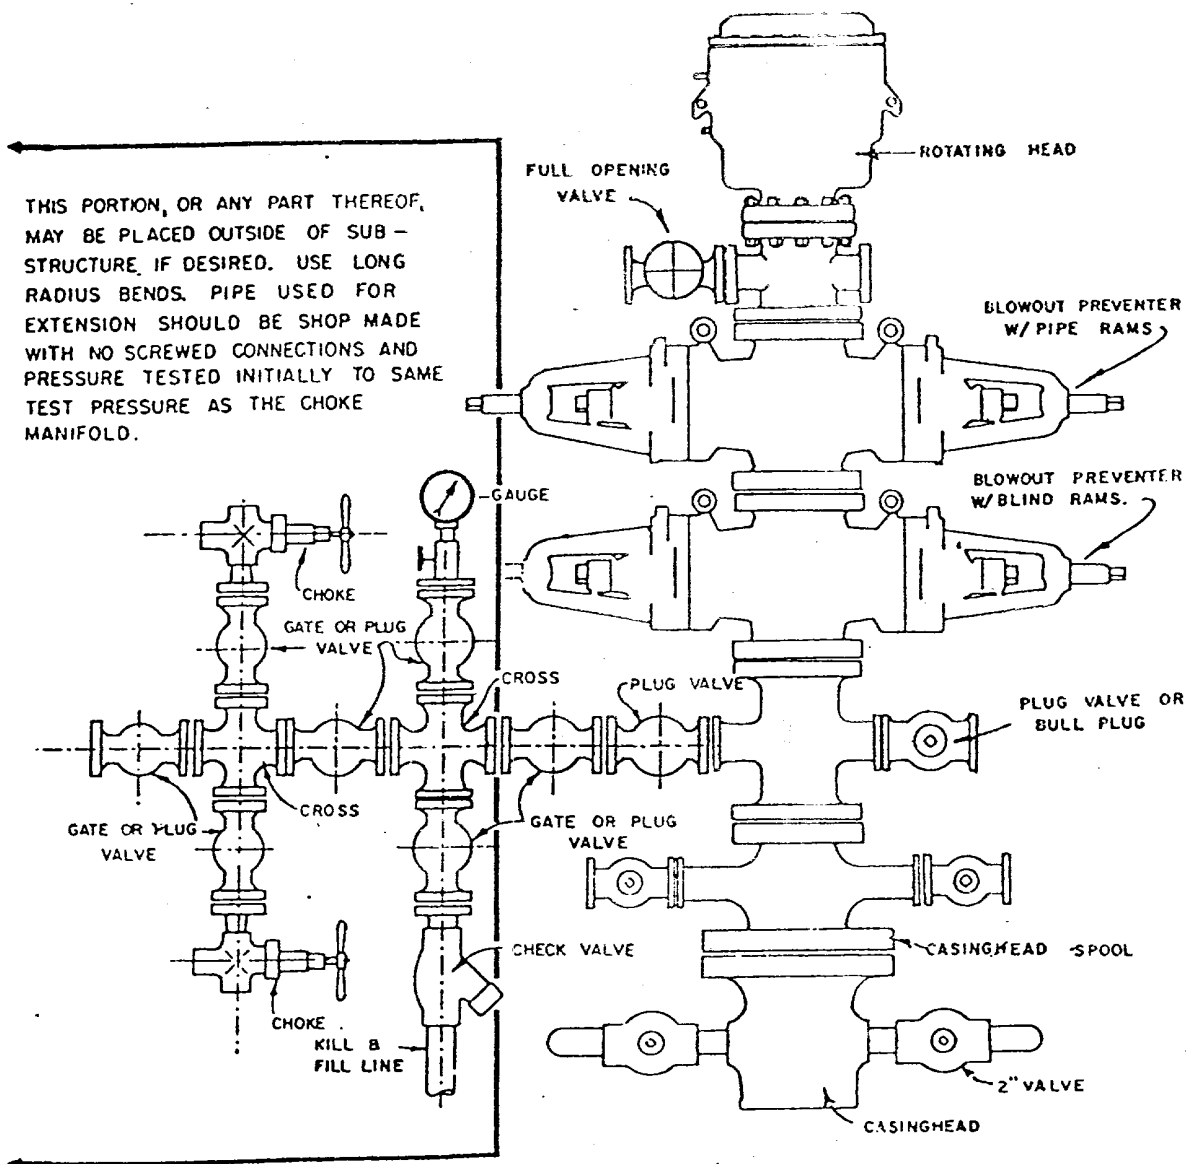 ROTATING HEAD
FULL OPENING
VALVE
THIS PORTION, OR ANY PART THEREOF,
MAY BE PLACED OUTSIDE OF SUB-
STRUCTURE IF DESIRED. USE LONG
RADIUS BENDS. PIPE USED FOR
EXTENSION SHOULD BE SHOP MADE
WITH NO SCREWED CONNECTIONS AND
PRESSURE TESTED INITIALLY TO SAME
TEST PRESSURE AS THE CHOKE
MANIFOLD.
BLOWOUT PREVENTER
W/ PIPE RAMS
BLOWOUT PREVENTER
W/BLIND RAMS.
GAUGE
CHOKE
GATE OR PLUG
VALVE
CROSS
PLUG VALVE
PLUG VALVE OR
BULL PLUG
CROSS
GATE OR PLUG
VALVE
GATE OR PLUG
VALVE
CHECK VALVE
CASINGHEAD SPOOL
CHOKE
KILL &
FILL LINE
2" VALVE
CASINGHEAD